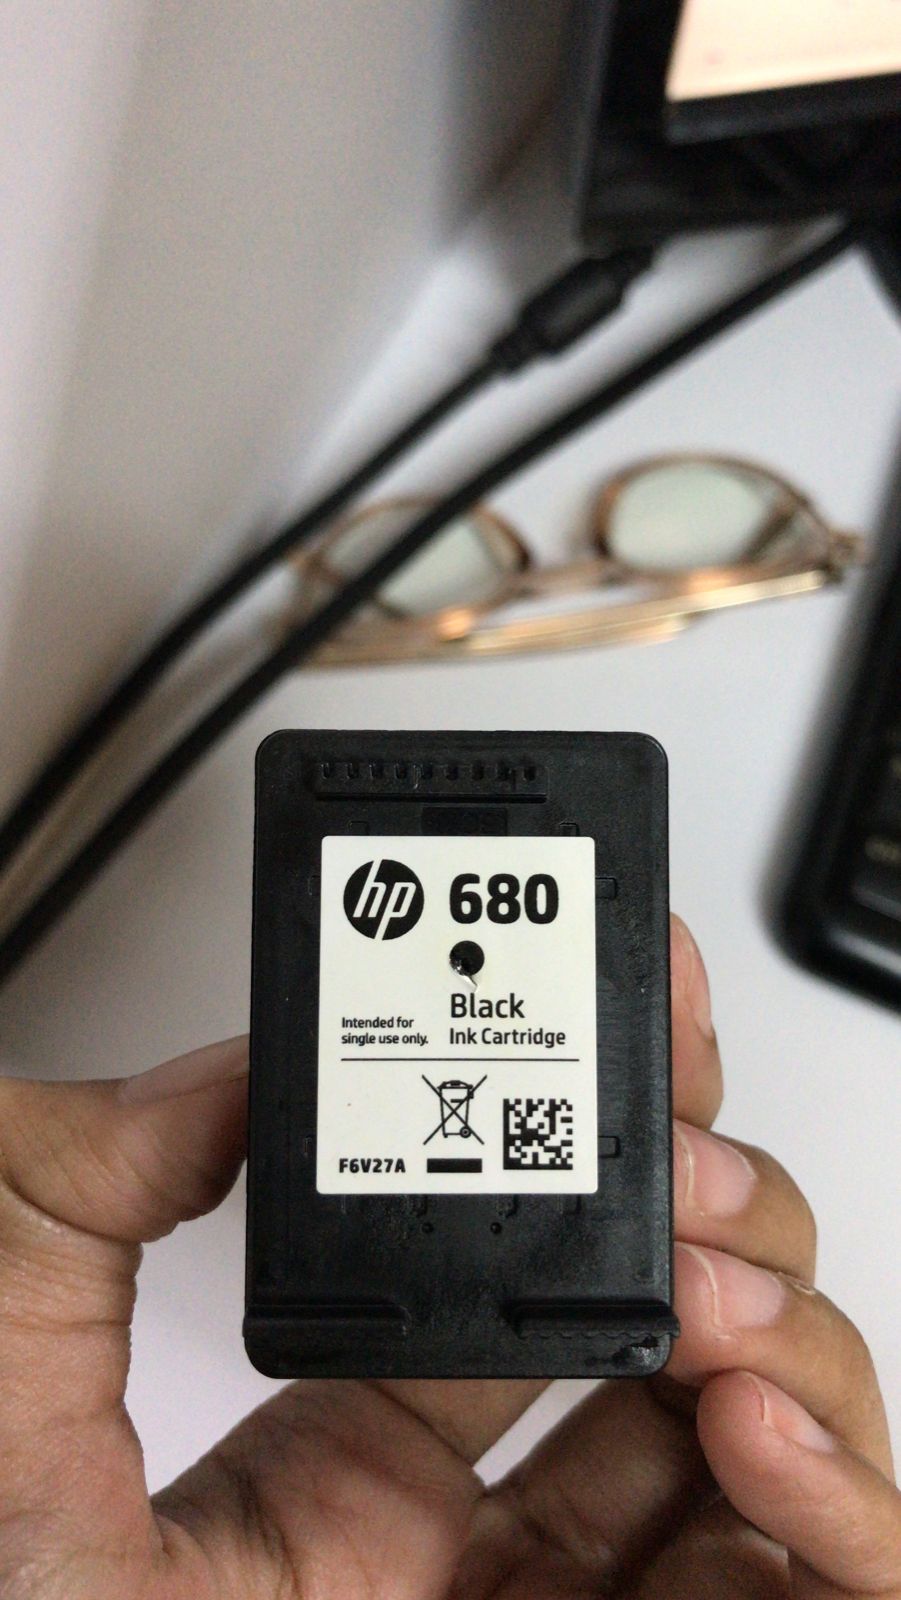 hp 680
Black
Intended for
single use only.
Ink Cartridge
F6V27A